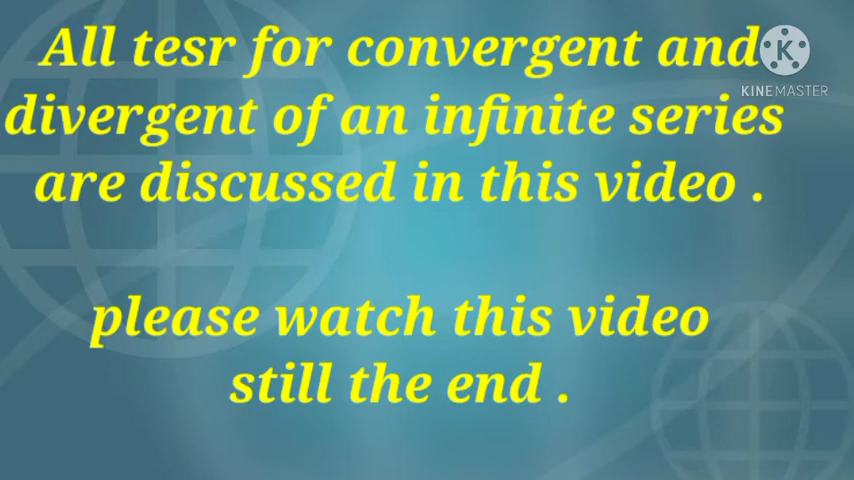 All tesr for convergent and
KINEMASTER
divergent of an infinite series
are discussed in this video .
please watch this video
still the end .